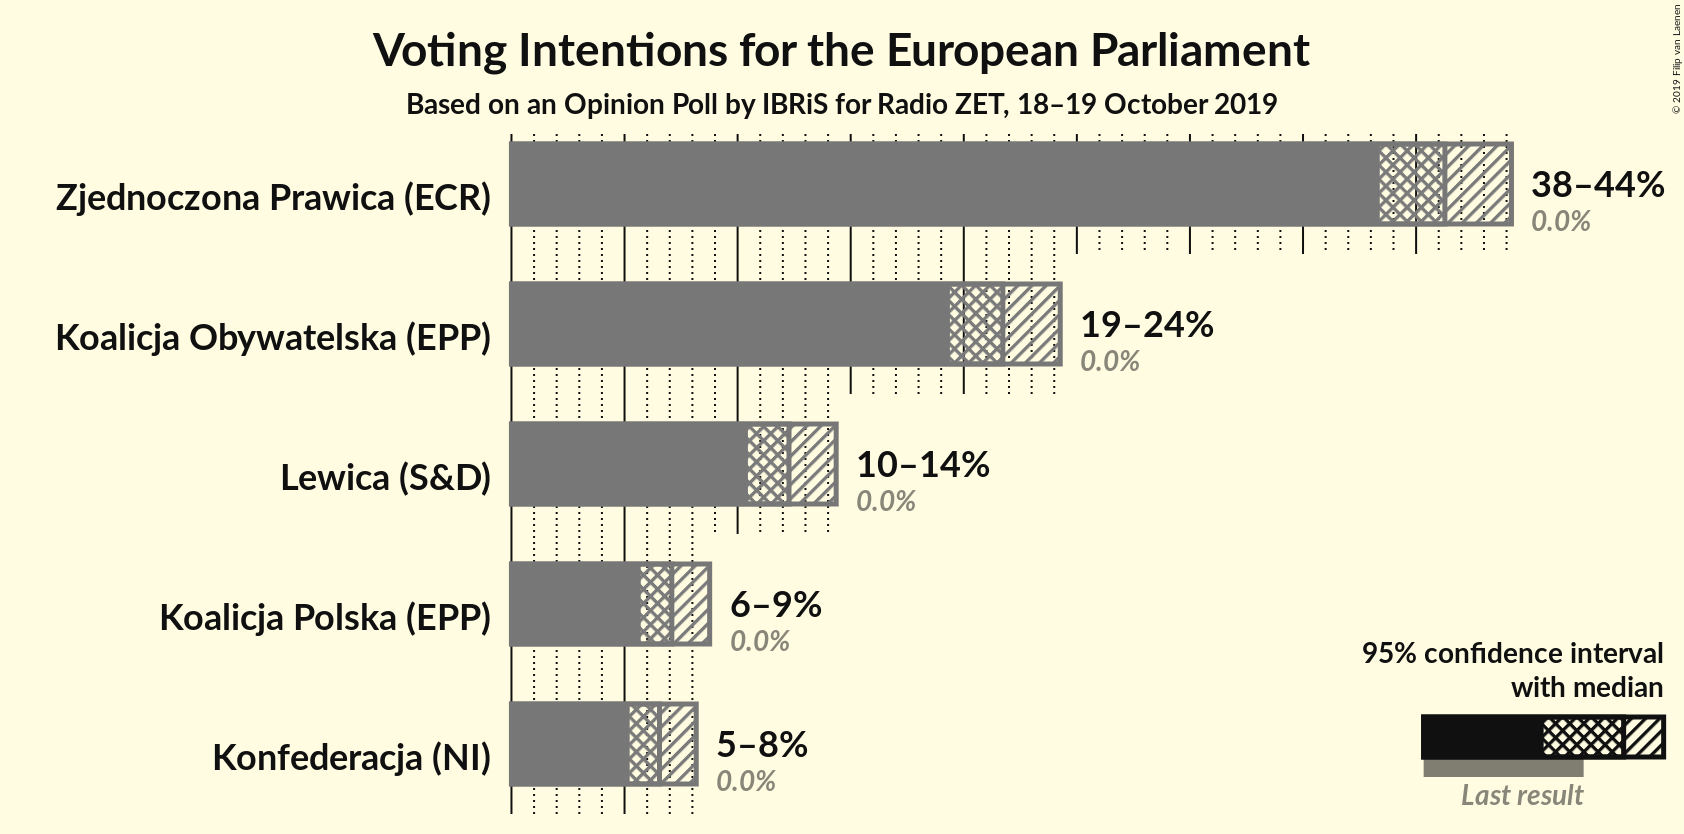 Voting Intentions for the European Parliament
Based on an Opinion Poll by IBRiS for Radio ZET, 18–19 October 2019
© 2019 Filip van Laenen
Zjednoczona Prawica (ECR)
38–44%
0.0%
Koalicja Obywatelska (EPP)
19–24%
0.0%
Lewica (S&D)
10–14%
0.0%
Koalicja Polska (EPP)
6–9%
0.0%
Konfederacja (NI)
5–8%
0.0%
95% confidence interval
with median
Last result